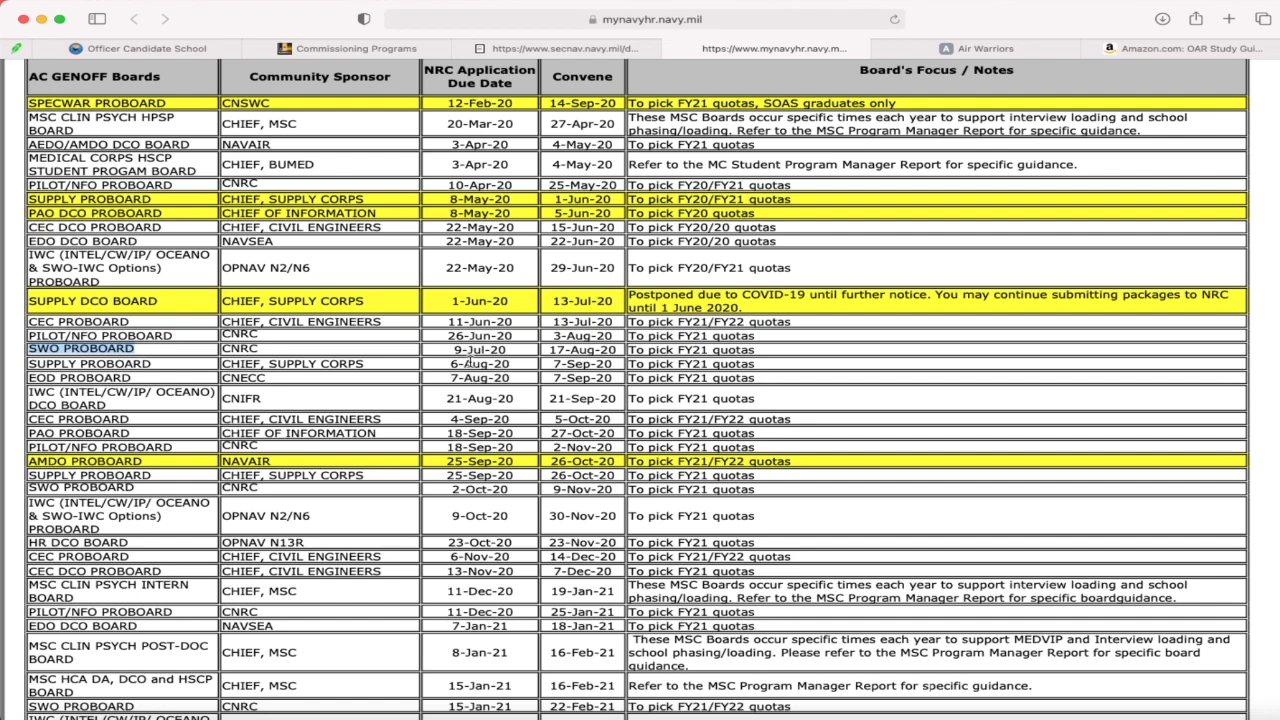 mynavyhr.navy.mil
Officer Candidate School
Commissioning Programs
https://www.secnav.navy.mil/d...
https://www.mynavyhr.navy.m...
Air Warriors
Amazon.com: OAR Study Gui...
AC GENOFF Boards Community Sponsor NRC Application Due Date Convene Board's Focus / Notes
SPECWAR PROBOARD CNSWC 12-Feb-20 14-Sep-20 To pick FY21 quotas, SOAS graduates only
MSC CLIN PSYCH HPSP BOARD CHIEF, MSC 20-Mar-20 27-Apr-20 These MSC Boards occur specific times each year to support interview loading and school phasing/loading. Refer to the MSC Program Manager Report for specific guidance.
AEDO/AMDO DCO BOARD NAVAIR 3-Apr-20 4-May-20 To pick FY21 quotas
MEDICAL CORPS HSCP STUDENT PROGAM BOARD CHIEF, BUMED 3-Apr-20 4-May-20 Refer to the MC Student Program Manager Report for specific guidance.
PILOT/NFO PROBOARD CNRC 10-Apr-20 25-May-20 To pick FY20/FY21 quotas
SUPPLY PROBOARD CHIEF, SUPPLY CORPS 8-May-20 1-Jun-20 To pick FY20/FY21 quotas
PAO DCO PROBOARD CHIEF OF INFORMATION 8-May-20 5-Jun-20 To pick FY20 quotas
CEC DCO PROBOARD CHIEF, CIVIL ENGINEERS 22-May-20 15-Jun-20 To pick FY20/20 quotas
EDO DCO BOARD NAVSEA 22-May-20 22-Jun-20 To pick FY20/FY21 quotas
IWC (INTEL/CW/IP/ OCEANO & SWO-IWC Options) PROBOARD OPNAV N2/N6 22-May-20 29-Jun-20 To pick FY20/FY21 quotas
SUPPLY DCO BOARD CHIEF, SUPPLY CORPS 1-Jun-20 13-Jul-20 Postponed due to COVID-19 until further notice. You may continue submitting packages to NRC until 1 June 2020.
CEC PROBOARD CHIEF, CIVIL ENGINEERS 11-Jun-20 13-Jul-20 To pick FY21/FY22 quotas
PILOT/NFO PROBOARD CNRC 26-Jun-20 3-Aug-20 To pick FY21 quotas
SWO PROBOARD CNRC 9-Jul-20 17-Aug-20 To pick FY21 quotas
SUPPLY PROBOARD CHIEF, SUPPLY CORPS 6-Aug-20 7-Sep-20 To pick FY21 quotas
EOD PROBOARD CNECC 7-Aug-20 7-Sep-20 To pick FY21 quotas
IWC (INTEL/CW/IP/ OCEANO) DCO BOARD CNIFR 21-Aug-20 21-Sep-20 To pick FY21 quotas
CEC PROBOARD CHIEF, CIVIL ENGINEERS 4-Sep-20 5-Oct-20 To pick FY21/FY22 quotas
PAO PROBOARD CHIEF OF INFORMATION 18-Sep-20 27-Oct-20 To pick FY21 quotas
PILOT/NFO PROBOARD CNRC 18-Sep-20 2-Nov-20 To pick FY21 quotas
AMDO PROBOARD NAVAIR 25-Sep-20 26-Oct-20 To pick FY21/FY22 quotas
SUPPLY PROBOARD CHIEF, SUPPLY CORPS 25-Sep-20 26-Oct-20 To pick FY21 quotas
SWO PROBOARD CNRC 2-Oct-20 9-Nov-20 To pick FY21 quotas
IWC (INTEL/CW/IP/ OCEANO & SWO-IWC Options) PROBOARD OPNAV N2/N6 9-Oct-20 30-Nov-20 To pick FY21 quotas
HR DCO BOARD OPNAV N13R 23-Oct-20 23-Nov-20 To pick FY21 quotas
CEC PROBOARD CHIEF, CIVIL ENGINEERS 6-Nov-20 14-Dec-20 To pick FY21/FY22 quotas
CEC DCO PROBOARD CHIEF, CIVIL ENGINEERS 13-Nov-20 7-Dec-20 To pick FY21 quotas
MSC CLIN PSYCH INTERN BOARD CHIEF, MSC 11-Dec-20 19-Jan-21 These MSC Boards occur specific times each year to support interview loading and school phasing/loading. Refer to the MSC Program Manager Report for specific boardguidance.
PILOT/NFO PROBOARD CNRC 11-Dec-20 25-Jan-21 To pick FY21 quotas
EDO DCO BOARD NAVSEA 7-Jan-21 18-Jan-21 To pick FY21 quotas
MSC CLIN PSYCH POST-DOC BOARD CHIEF, MSC 8-Jan-21 16-Feb-21 These MSC Boards occur specific times each year to support MEDVIP and Interview loading and school phasing/loading. Please refer to the MSC Program Manager Report for specific board guidance.
MSC HCA DA, DCO and HSCP BOARD CHIEF, MSC 15-Jan-21 16-Feb-21 Refer to the MSC Program Manager Report for specific guidance.
SWO PROBOARD CNRC 15-Jan-21 22-Feb-21 To pick FY21 quotas